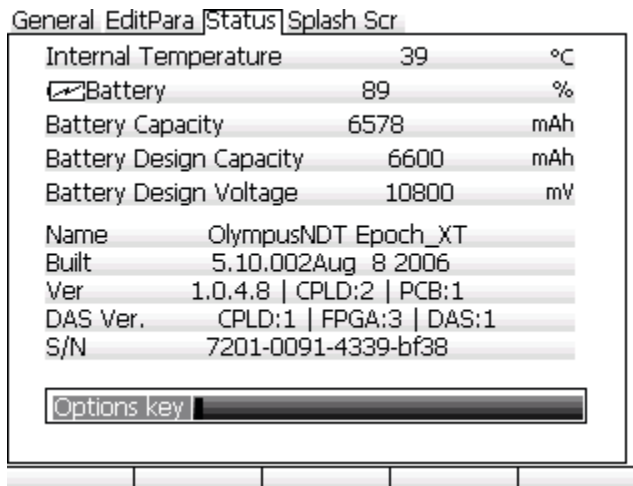 General EditPara Status Splash Scr
Internal Temperature 39 °C
Battery 89 %
Battery Capacity 6578 mAh
Battery Design Capacity 6600 mAh
Battery Design Voltage 10800 mV
Name OlympusNDT Epoch_XT
Built 5.10.002Aug 8 2006
Ver 1.0.4.8 | CPLD:2 | PCB:1
DAS Ver. CPLD:1 | FPGA:3 | DAS:1
S/N 7201-0091-4339-bf38
Options key